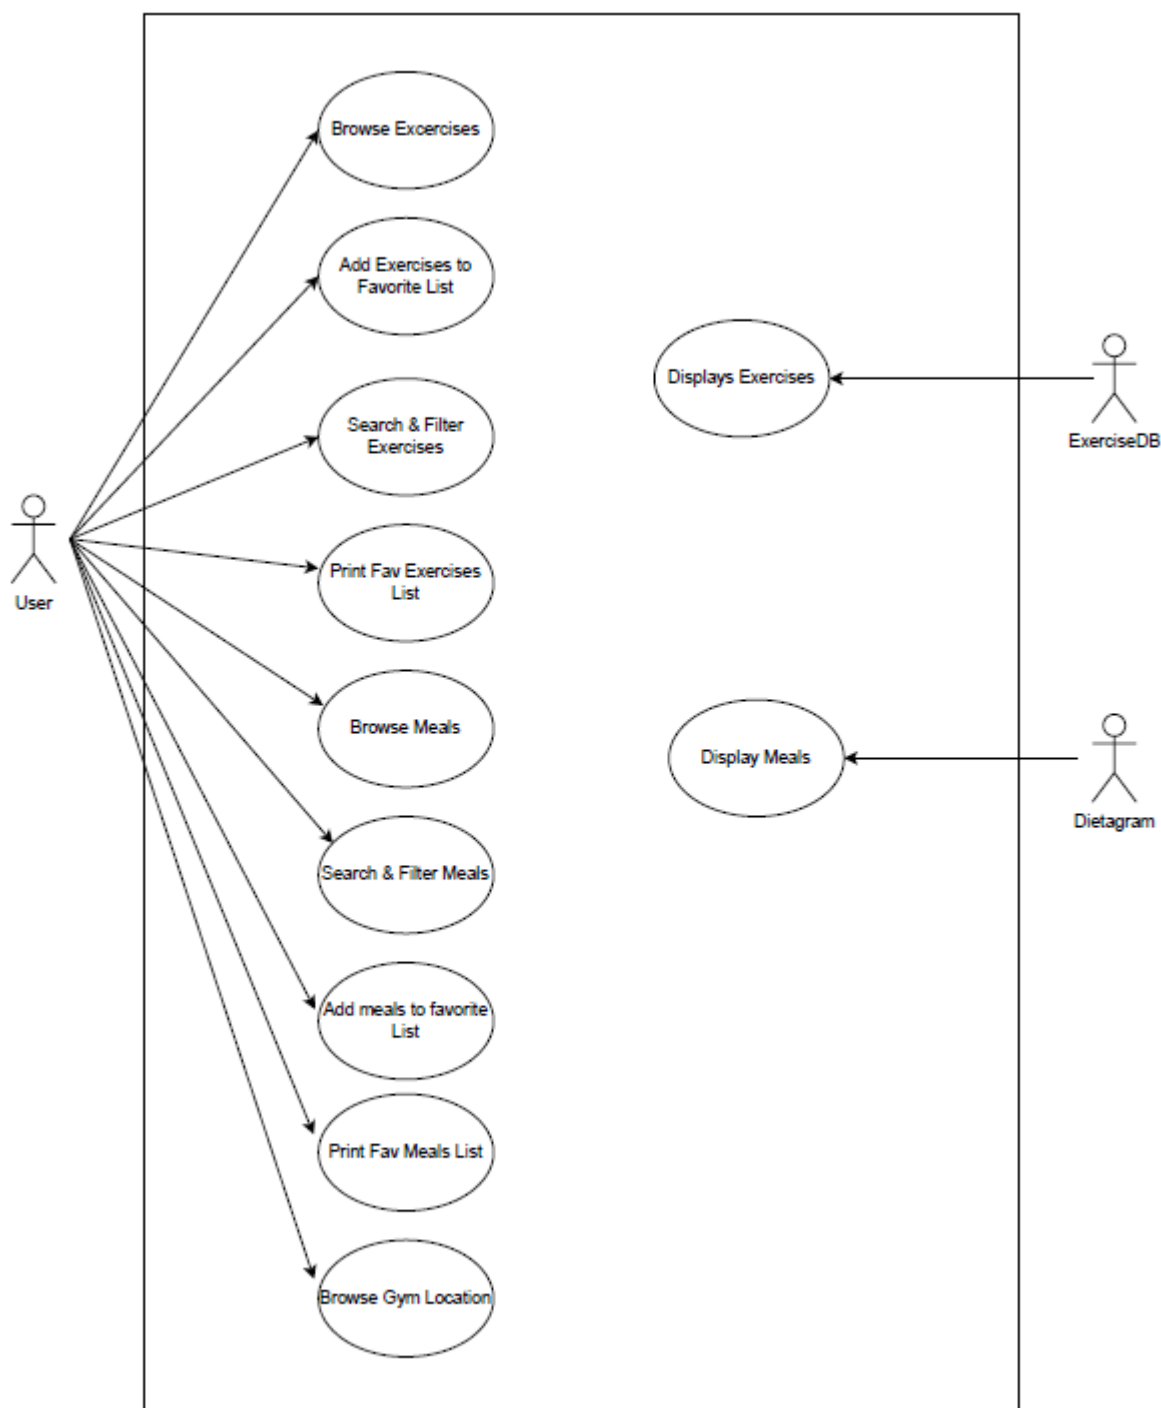 Browse Excercises
Add Exercises to
Favorite List
Search & Filter
Exercises
Print Fav Exercises
List
Browse Meals
Search & Filter Meals
Add meals to favorite
List
Print Fav Meals List
Browse Gym Location
User
Displays Exercises
Display Meals
ExerciseDB
Dietagram